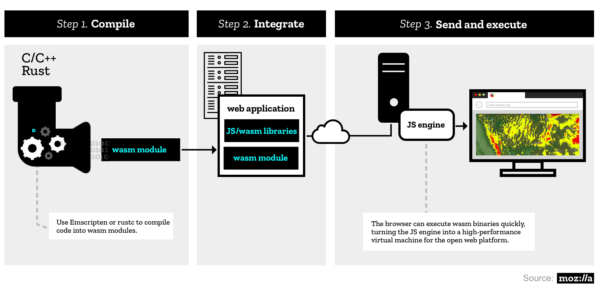 Step 1. Compile
Step 2. Integrate
Step 3. Send and execute
C/C++
Rust
wasm module
Use Emscripten or rustc to compile
code into wasm modules.
web application
JS/wasm libraries
wasm module
JS engine
The browser can execute wasm binaries quickly,
turning the JS engine into a high-performance
virtual machine for the open web platform.
Source: moz://a